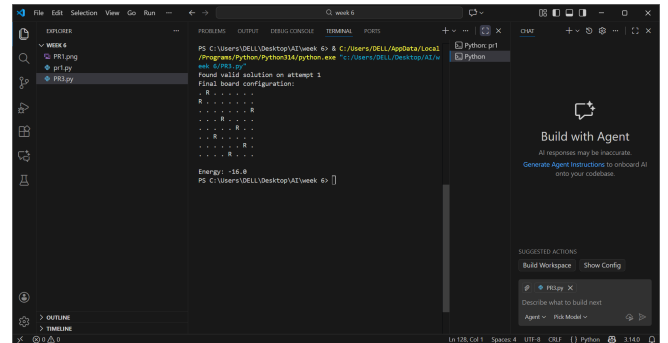 File Edit Selection View Go Run ... week 6
EXPLORER ...
WEEK 6
PR1.png
pr1.py
PR3.py
OUTLINE
TIMELINE
PROBLEMS OUTPUT DEBUG CONSOLE TERMINAL PORTS
PS C:\Users\DELL\Desktop\AI\week 6> & C:/Users/DELL/AppData/Local
/Programs/Python/Python314/python.exe "c:/Users/DELL/Desktop/AI/w
eek 6/PR3.py"
Found valid solution on attempt 1
Final board configuration:
. R . . . . . .
R . . . . . . .
. . . . . . . R
. . . R . . . .
. . . . . R . .
. . R . . . . .
. . . . . . R .
. . . . R . . .
Energy: -16.0
PS C:\Users\DELL\Desktop\AI\week 6>
Python: pr1
Python
CHAT
Build with Agent
AI responses may be inaccurate.
Generate Agent Instructions to onboard AI
onto your codebase.
SUGGESTED ACTIONS
Build Workspace Show Config
PR3.py
Describe what to build next
Agent Pick Model
0 0 Ln 128, Col 1 Spaces: 4 UTF-8 CRLF {} Python 3.14.0